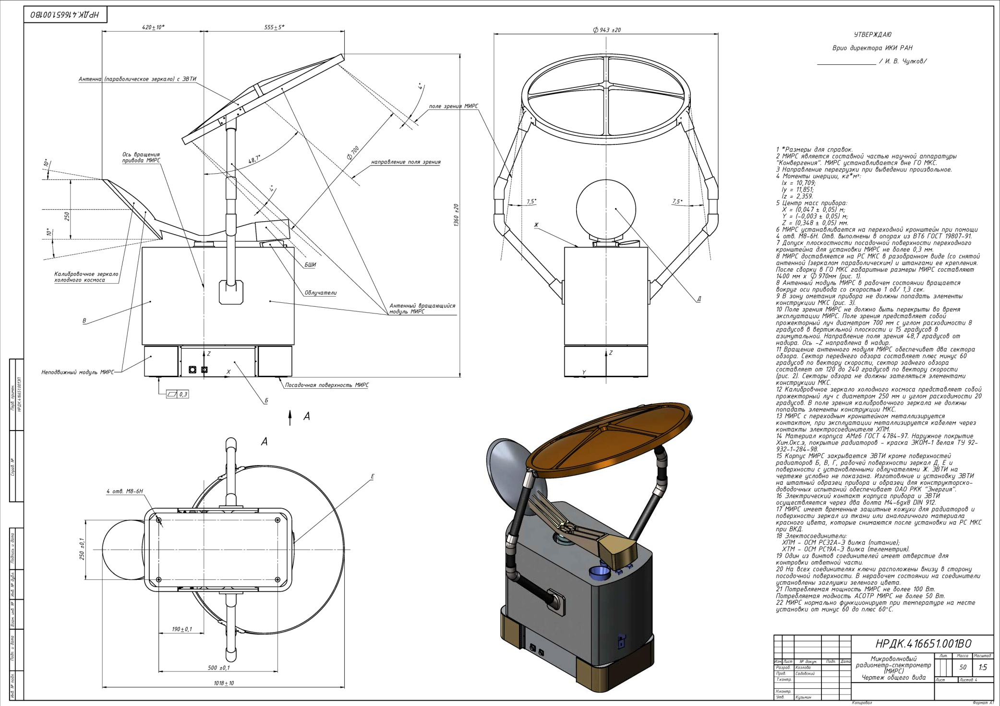 НРДК.416651.001ВО
420±10*
555±5*
Антенна (параболическое зеркало) с ЭВТИ
4°
Ось вращения
привода МИРС
48,7°
Ø700
направление поля зрения
10°
250
10°
4°
1360 ±20
Калибровочное зеркало
холодного космоса
БШИ
Облучатели
Антенный вращающийся
модуль МИРС
В
Z
X
Неподвижный модуль МИРС
Посадочная поверхность МИРС
0,3
Б
А
Ø943 ±20
поле зрения МИРС
7,5°
7,5°
Ж
Д
Z
Y
А
Е
4 отв. М8-6Н
250 ±0,1
190±0,1
500 ±0,1
1018±10
УТВЕРЖДАЮ
Врио директора ИКИ РАН
/ И. В. Чулков/
1 *Размеры для справок.
2 МИРС является составной частью научной аппаратуры
"Конвергения". МИРС устанавливается вне ГО МКС.
3 Направление перегрузки при выведении произвольное.
4 Моменты инерции, кг*м²:
Ix = 10,709;
Iy = 11,851;
Iz = 2,359.
5 Центр масс прибора:
X = (0,047 ± 0,05) м;
Y = (-0,003 ± 0,05) м;
Z = (0,348 ± 0,05) мм.
6 МИРС устанавливается на переходной кронштейн при помощи
4 отв. М8-6Н. Отв. выполнены в опорах из ВТ6 ГОСТ 19807-91.
7 Допуск плоскостности посадочной поверхности переходного
кронштейна для установки МИРС не более 0,3 мм.
8 МИРС доставляется на РС МКС в разобранном виде (со снятой
антенной (зеркалом параболическим) и штангами ее крепления.
После сборки в ГО МКС габаритные размеры МИРС составляют
1400 мм х Ø970мм (рис. 1).
8 Антенный модуль МИРС в рабочем состоянии вращается
вокруг оси привода со скоростью 1 об/ 1,3 сек.
9 В зону ометания прибора не должны попадать элементы
конструкции МКС (рис. 3).
10 Поле зрения МИРС не должно быть перекрыты во время
эксплуатации МИРС. Поле зрения представляет собой
прожекторный луч диаметром 700 мм с углом расходимости 8
градусов в вертикльной плоскости и 15 градусов в
азимутальной. Направление поля зрения 48,7 градусов от
надира. Ось -Z направлена в надир.
11 Вращение антенного модуля МИРС обеспечивет два сектора
обзора. Сектор переднего обзора составляет плюс минус 60
градусов по вектору скорости, сектор заднего обзора
составляет от 120 до 240 градусов по вектору скорости
(рис. 2). Секторы обзора не должны зателяться элементами
конструкции МКС.
12 Калибровчное зеркало холодного космоса представляет собой
прожекторный луч с диаметром 250 мм и углом расходимости 20
градусов. В поле зрения калибровочного зеркала не должны
попадать элементы конструкции МКС.
13 МИРС с переходным кронштейном металлизируется
контактом, при эксплуатации металлизируется кабелем через
контакты электросоединителя ХПМ.
14 Материал корпуса АМг6 ГОСТ 4784-97. Наружное покрытие
Хим.Окс.э, покрытие радиаторов - краска ЭКОМ-1 белая ТУ 92-
932-1-284-98.
15 Корпус МИРС закрывается ЭВТИ кроме поверхностей
радиаторов Б, В, Г, рабочей поверхности зеркал Д, Е и
поверхности с установленными облучателями Ж. ЭВТИ на
чертеже условно не показана. Изготовлние и установку ЭВТИ
на штатный образец прибора и образец для конструкторско-
доводочных испытаний обеспечивает ОАО РКК "Энергия".
16 Электрический контакт корпуса прибора и ЭВТИ
осуществляется через два болта М4-6gх8 DIN 912.
17 МИРС имеет временные защитные кожухи для радиаторов и
поверхности зеркал из ткани или аналогичного материала
красного цвета, которые снимаются после установки на РС МКС
при ВКД.
18 Электосоединители:
ХПМ - ОСМ РС32А-Э вилка (питание);
ХТМ - ОСМ РС19А-Э вилка (телеметрия).
19 Один из винтов соединителей имеет отверстие для
контровки ответной части.
20 На всех соединителях ключи расположены внизу в сторону
посодочной поверхности. В нерабочем состоянии на соединители
установлены заглушки зеленого цвета.
21 Потребляемая мощность МИРС не более 100 Вт.
Потребляемая модность АСОТР МИРС не более 50 Вт.
22 МИРС нормально функционирует при температуре на месте
установки от минус 60 до плюс 60°С.
Перв. примен.
НРДК.416651.001ЭП
Справ. №
Подпись и дата
Инв. № дубл.
Взам. инв. №
Подп. и дата
Инв. № подл.
НРДК.416651.001ВО
Микроволновый
радиометр-спектрометр
(МИРС)
Чертеж общего вида
Лит. Масса Масштаб
50 1:5
Лист Листов 4
Изм. Лист № докум. Подп. Дата
Разраб. Козлова
Пров. Садовский
Т.контр.
Н.контр.
Утв. Кузьмин
Копировал
Формат А1